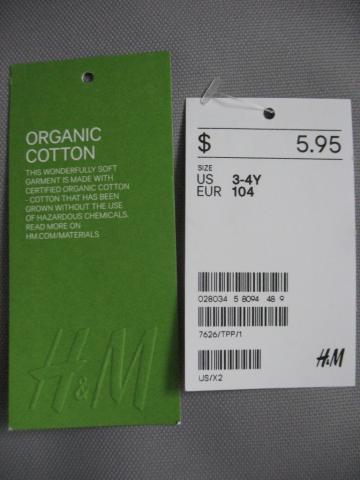 ORGANIC
COTTON
THIS WONDERFULLY SOFT
GARMENT IS MADE WITH
CERTIFIED ORGANIC COTTON
- COTTON THAT HAS BEEN
GROWN WITHOUT THE USE
OF HAZARDOUS CHEMICALS.
READ MORE ON
HM.COM/MATERIALS
H&M
$ 5.95
SIZE
US 3-4Y
EUR 104
028034 5 8094 48 9
7626/TPP/1
H&M
US/X2